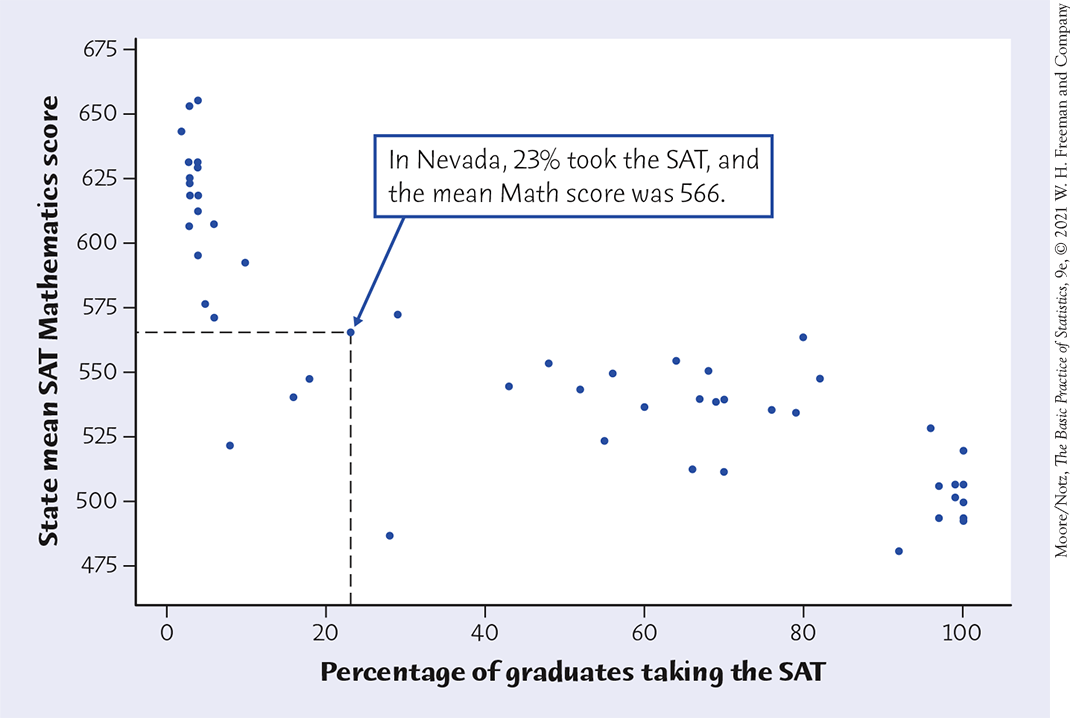 675
650
625
600
575
550
525
500
475
State mean SAT Mathematics score
In Nevada, 23% took the SAT, and
the mean Math score was 566.
0 20 40 60 80 100
Percentage of graduates taking the SAT
Moore/Notz, The Basic Practice of Statistics, 9e, © 2021 W. H. Freeman and Company